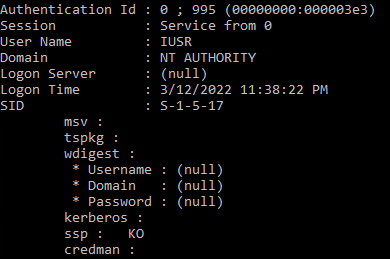 Authentication Id : 0 ; 995 (00000000:000003e3)
Session           : Service from 0
User Name         : IUSR
Domain            : NT AUTHORITY
Logon Server      : (null)
Logon Time        : 3/12/2022 11:38:22 PM
SID               : S-1-5-17
        msv :
        tspkg :
        wdigest :
         * Username : (null)
         * Domain   : (null)
         * Password : (null)
        kerberos :
        ssp :   KO
        credman :